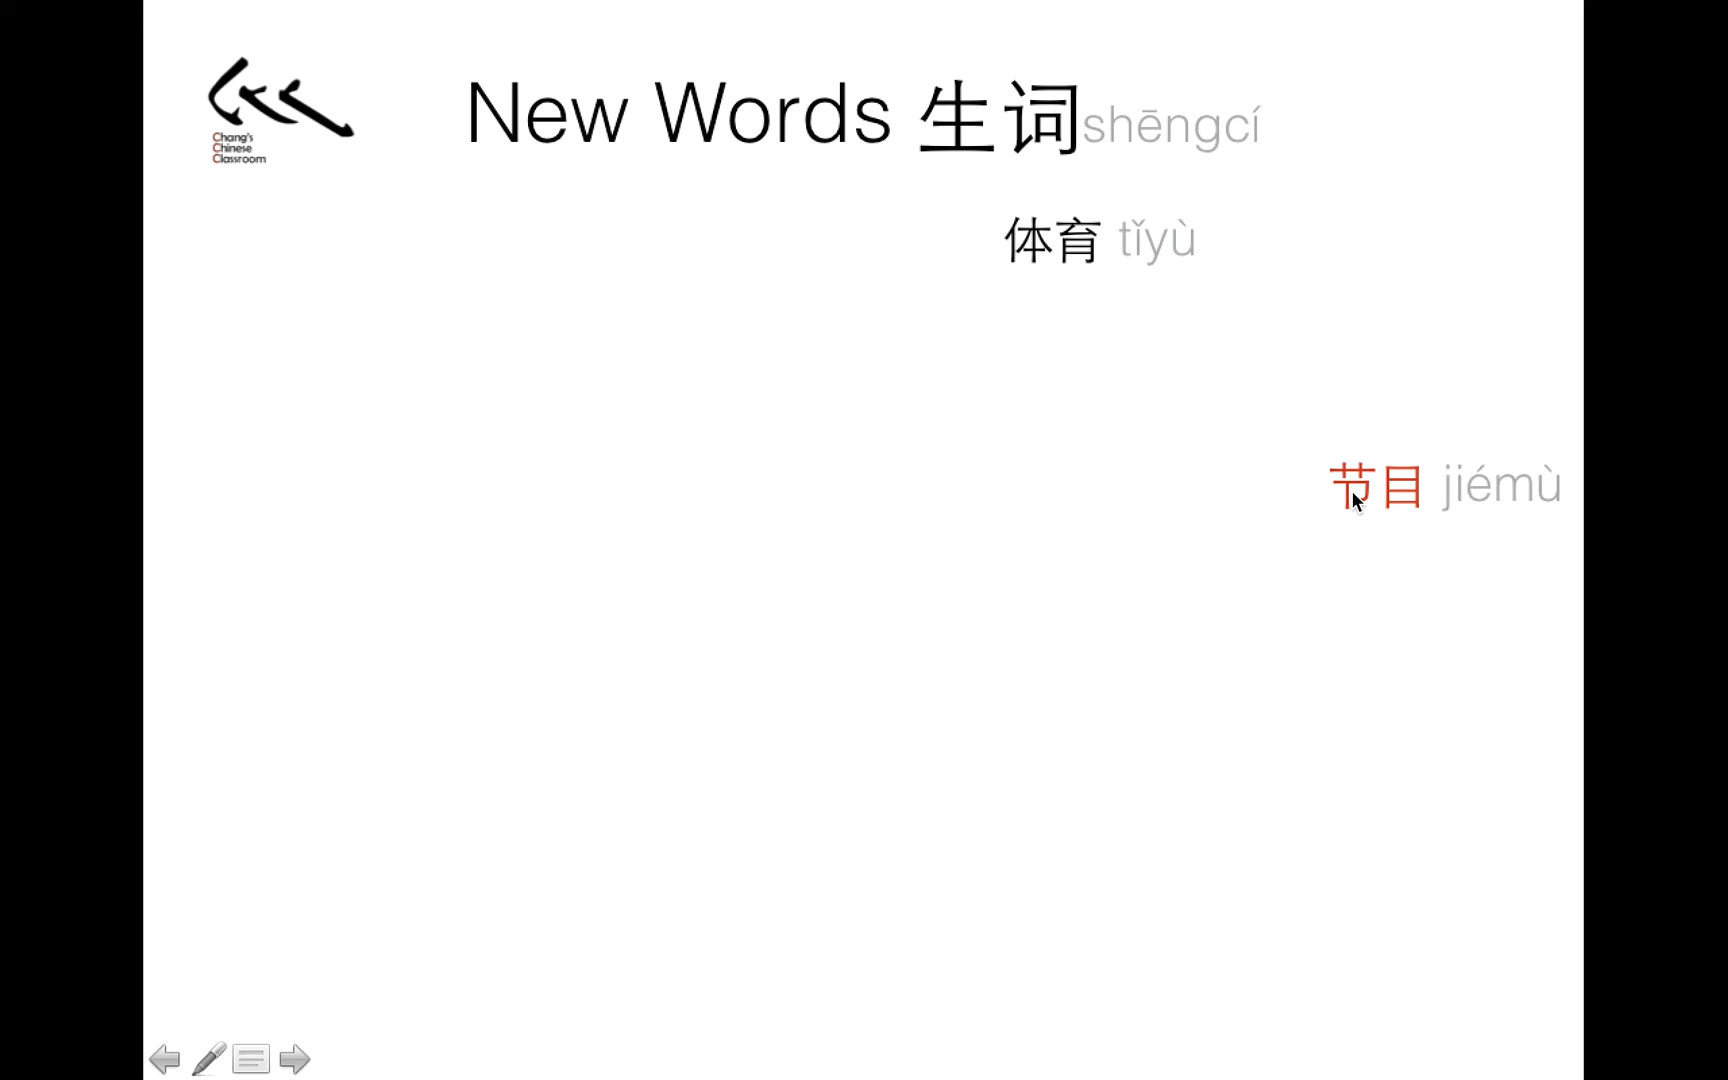 Chang's
Chinese
Classroom
New Words 生词shēngcí
体育 tǐyù
节目 jiémù